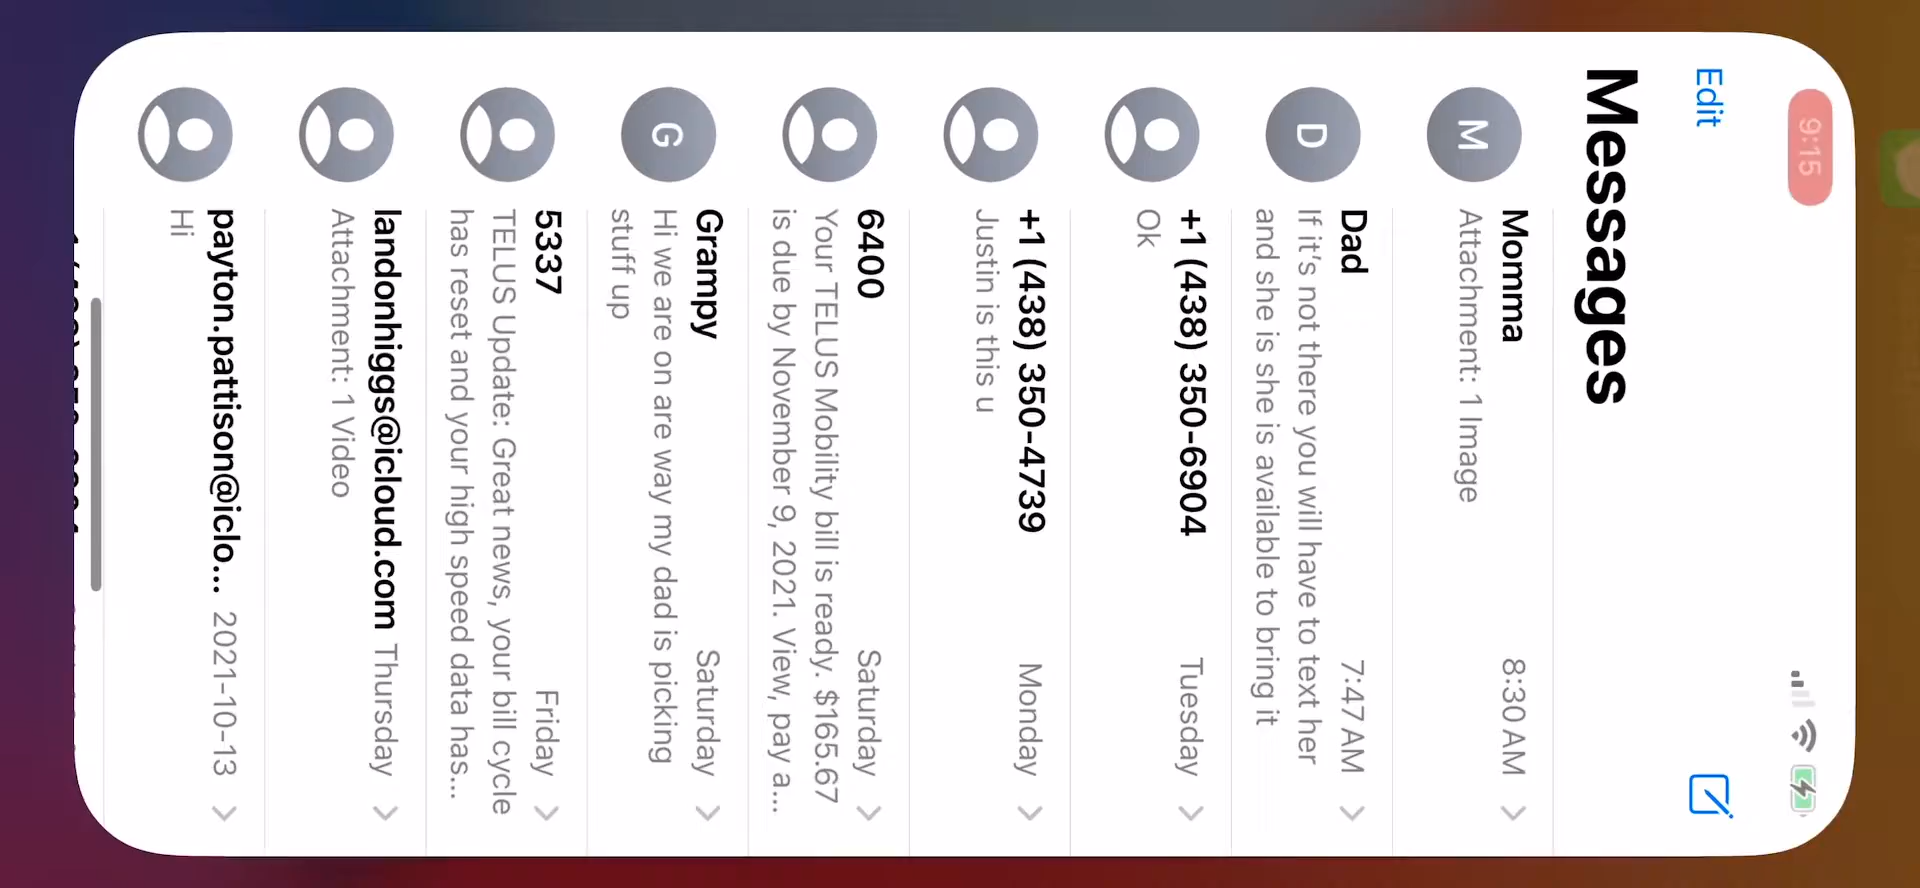 9:15
Edit
Messages
Momma 8:30 AM
Attachment: 1 Image
Dad 7:47 AM
If it's not there you will have to text her
and she is she is available to bring it
+1 (438) 350-6904 Tuesday
Ok
+1 (438) 350-4739 Monday
Justin is this u
6400 Saturday
Your TELUS Mobility bill is ready. $165.67
is due by November 9, 2021. View, pay a...
Grampy Saturday
Hi we are on are way my dad is picking
stuff up
5337 Friday
TELUS Update: Great news, your bill cycle
has reset and your high speed data has...
landonhiggs@icloud.com Thursday
Attachment: 1 Video
payton.pattison@iclo... 2021-10-13
Hi
M
D
G